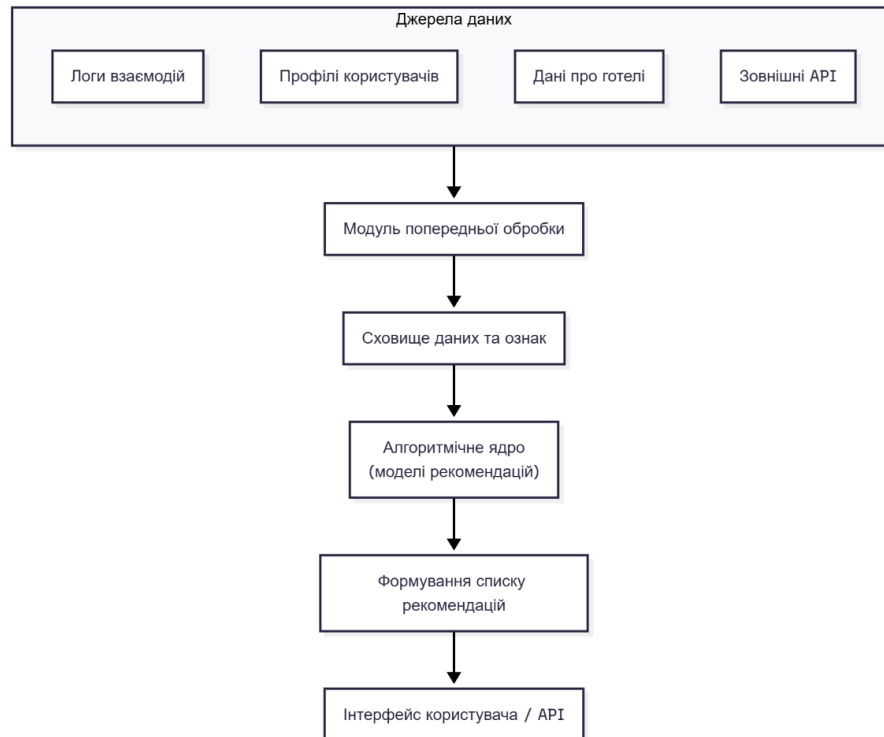 Джерела даних
Логи взаємодій
Профілі користувачів
Дані про готелі
Зовнішні API
Модуль попередньої обробки
Сховище даних та ознак
Алгоритмічне ядро
(моделі рекомендацій)
Формування списку
рекомендацій
Інтерфейс користувача / API